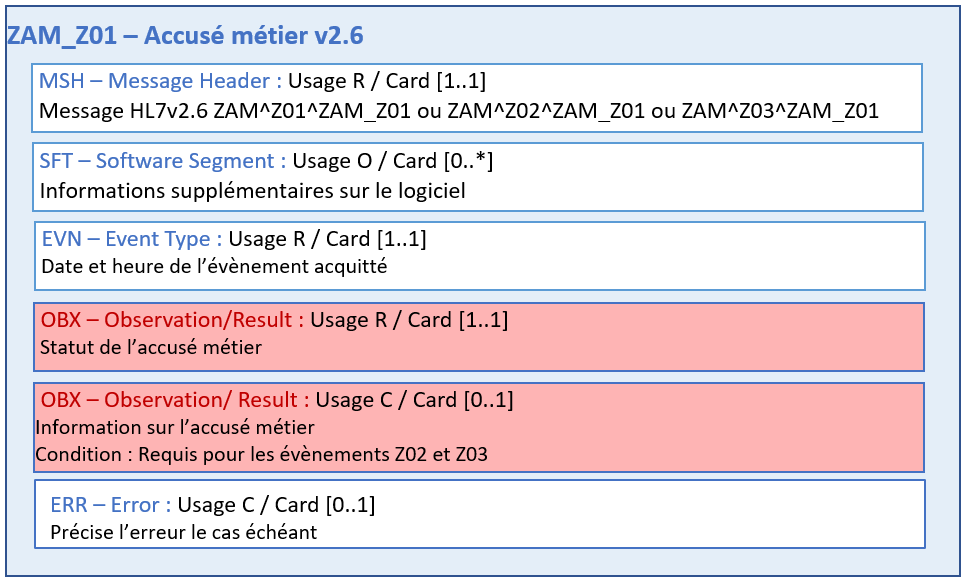 ZAM_Z01 – Accusé métier v2.6
MSH – Message Header : Usage R / Card [1..1]
Message HL7v2.6 ZAM^Z01^ZAM_Z01 ou ZAM^Z02^ZAM_Z01 ou ZAM^Z03^ZAM_Z01
SFT – Software Segment : Usage O / Card [0..*]
Informations supplémentaires sur le logiciel
EVN – Event Type : Usage R / Card [1..1]
Date et heure de l’évènement acquitté
OBX – Observation/Result : Usage R / Card [1..1]
Statut de l’accusé métier
OBX – Observation/ Result : Usage C / Card [0..1]
Information sur l’accusé métier
Condition : Requis pour les évènements Z02 et Z03
ERR – Error : Usage C / Card [0..1]
Précise l’erreur le cas échéant